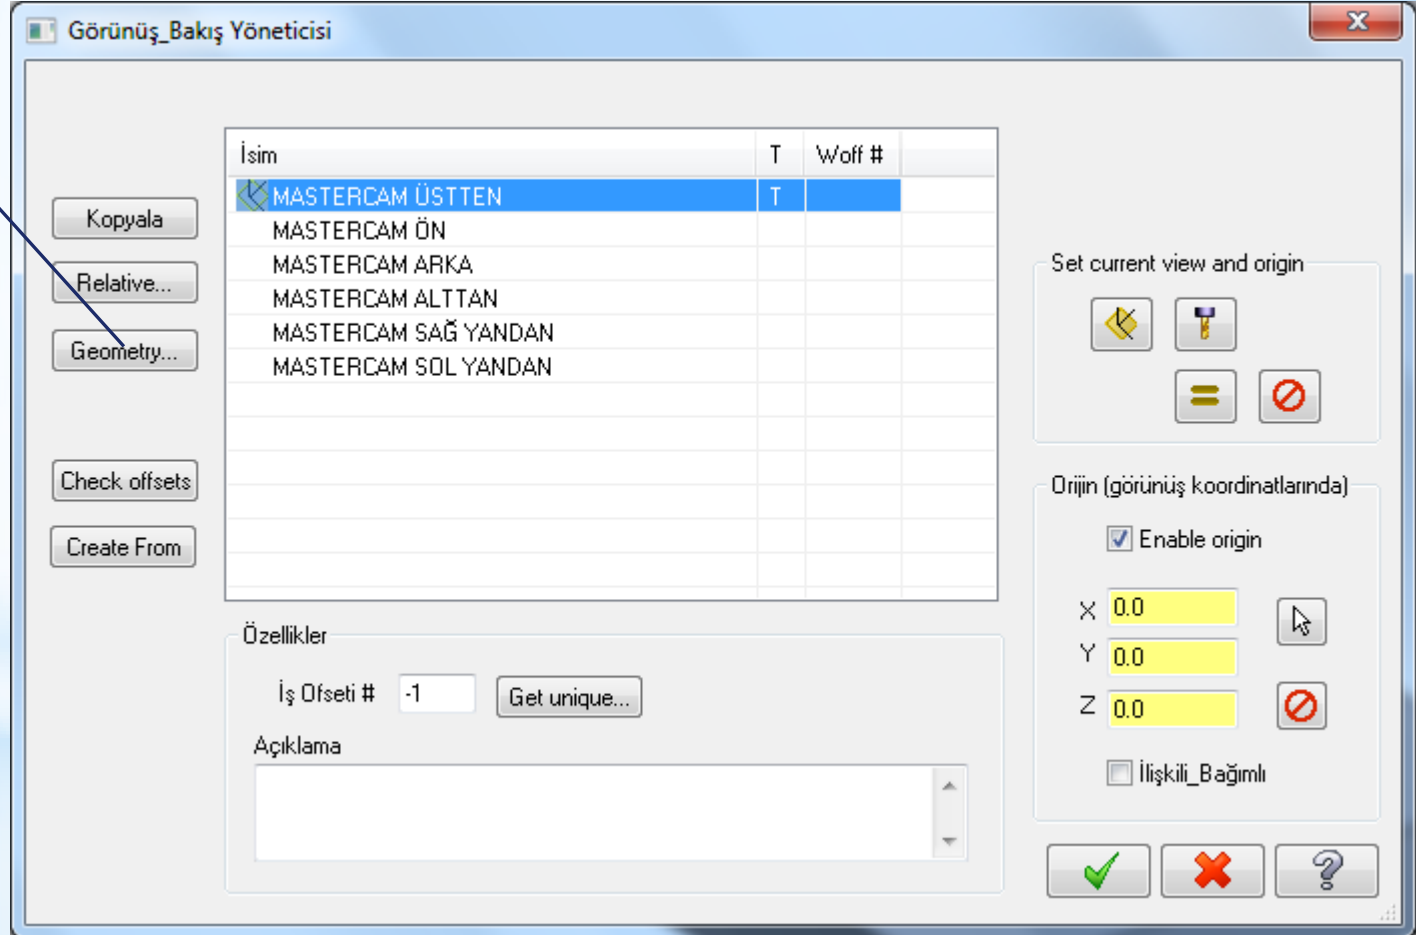 Görünüş_Bakış Yöneticisi
İsim T Woff #
MASTERCAM ÜSTTEN T
MASTERCAM ÖN
MASTERCAM ARKA
MASTERCAM ALTTAN
MASTERCAM SAĞ YANDAN
MASTERCAM SOL YANDAN
Kopyala
Relative...
Geometry...
Check offsets
Create From
Özellikler
İş Ofseti # -1 Get unique...
Açıklama
Set current view and origin
Orijin (görünüş koordinatlarında)
Enable origin
X 0.0
Y 0.0
Z 0.0
İlişkili_Bağımlı